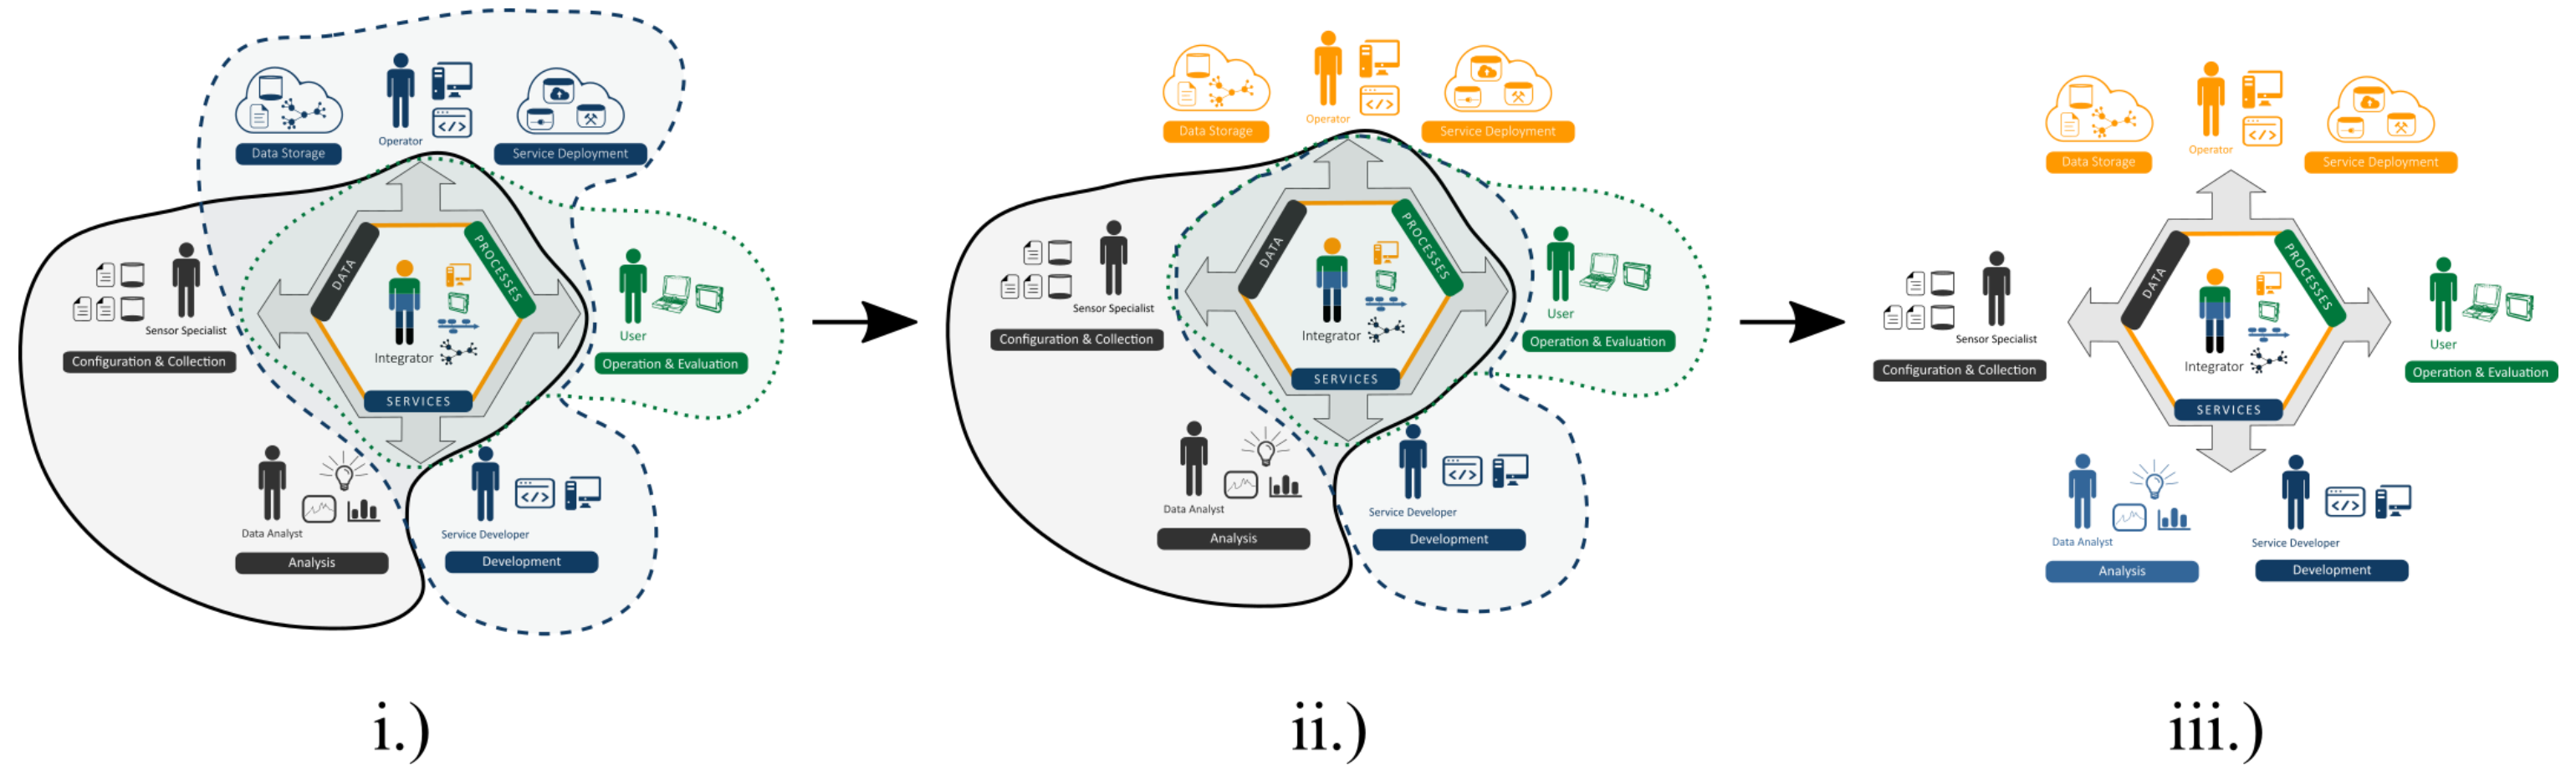 Operator
Data Storage
Service Deployment
DATA
PROCESSES
Sensor Specialist
Configuration & Collection
Integrator
User
Operation & Evaluation
SERVICES
Data Analyst
Analysis
</>
Service Developer
Development
i.)
Operator
</>
Data Storage
Service Deployment
DATA
PROCESSES
Sensor Specialist
Configuration & Collection
Integrator
User
Operation & Evaluation
SERVICES
Data Analyst
Analysis
</>
Service Developer
Development
ii.)
</>
Operator
Data Storage
Service Deployment
DATA
PROCESSES
Sensor Specialist
Configuration & Collection
Integrator
User
Operation & Evaluation
SERVICES
Data Analyst
Analysis
</>
Service Developer
Development
iii.)